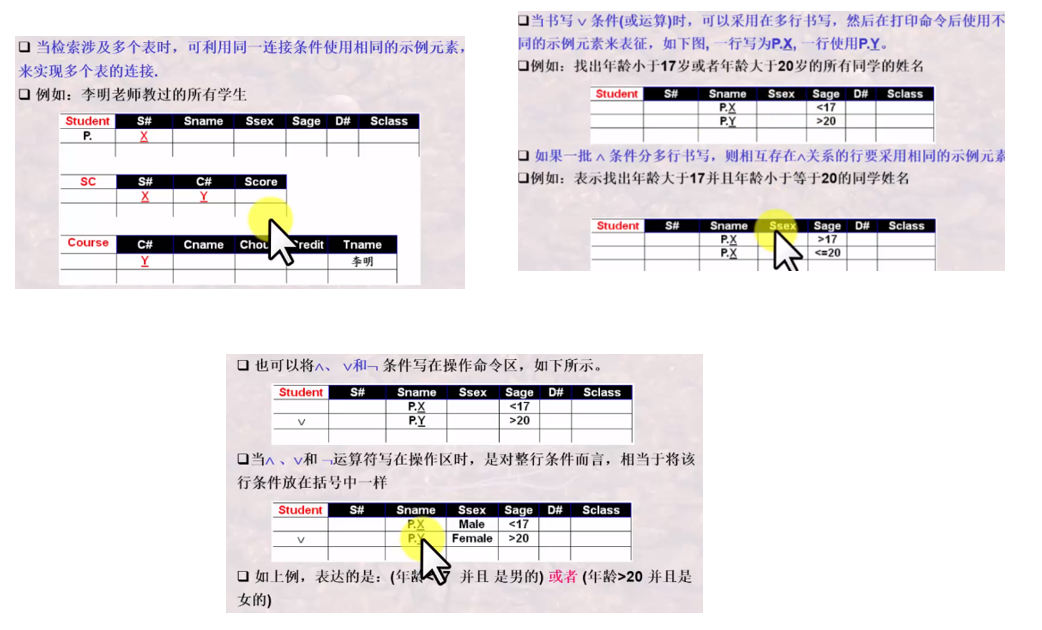 ❑ 当检索涉及多个表时，可利用同一连接条件使用相同的示例元素，
来实现多个表的连接.
❑ 例如：李明老师教过的所有学生
Student S# Sname Ssex Sage D# Sclass
P. X
SC S# C# Score
X Y
Course C# Cname Chou redit Tname
Y 李明
❑当书写∨条件(或运算)时，可以采用在多行书写，然后在打印命令后使用不
同的示例元素来表征，如下图, 一行写为P.X, 一行使用P.Y。
❑例如：找出年龄小于17岁或者年龄大于20岁的所有同学的姓名
Student S# Sname Ssex Sage D# Sclass
P.X <17
P.Y >20
❑ 如果一批∧条件分多行书写，则相互存在∧关系的行要采用相同的示例元素
❑例如：表示找出年龄大于17并且年龄小于等于20的同学姓名
Student S# Sname Ssex Sage D# Sclass
P.X >17
P.X <=20
❑ 也可以将∧、∨和¬ 条件写在操作命令区，如下所示。
Student S# Sname Ssex Sage D# Sclass
P.X <17
∨ P.Y >20
❑当∧ 、∨和 ¬运算符写在操作区时，是对整行条件而言，相当于将该
行条件放在括号中一样
Student S# Sname Ssex Sage D# Sclass
P.X Male <17
∨ P.Y Female >20
❑ 如上例，表达的是：(年龄<17 并且 是男的) 或者 (年龄>20 并且是
女的)